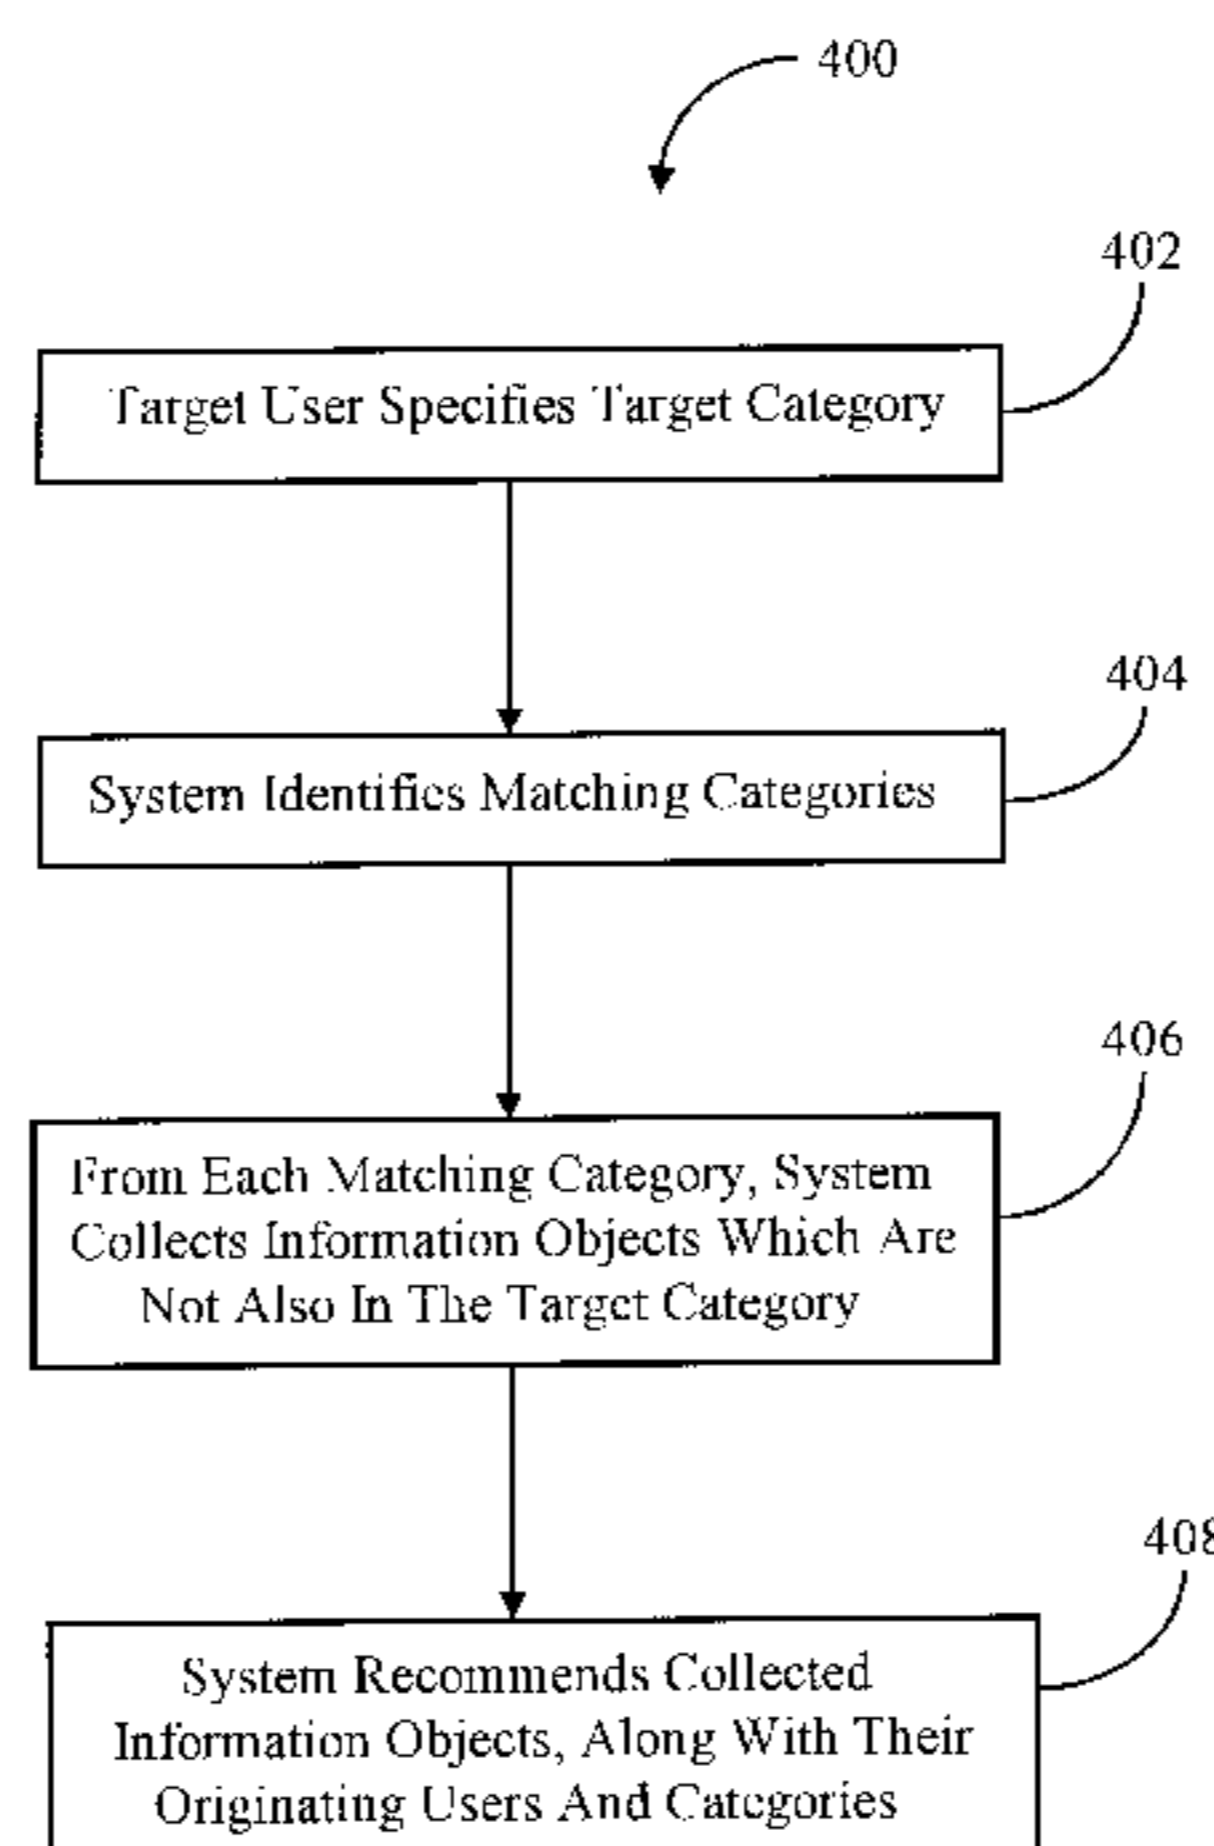 400
402
Target User Specifies Target Category
404
System Identifies Matching Categories
406
From Each Matching Category, System
Collects Information Objects Which Are
Not Also In The Target Category
408
System Recommends Collected
Information Objects, Along With Their
Originating Users And Categories